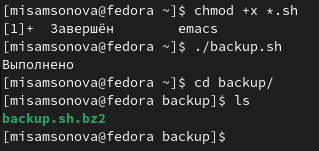 [misamsonova@fedora ~]$ chmod +x *.sh
[1]+  Завершён        emacs
[misamsonova@fedora ~]$ ./backup.sh
Выполнено
[misamsonova@fedora ~]$ cd backup/
[misamsonova@fedora backup]$ ls
backup.sh.bz2
[misamsonova@fedora backup]$